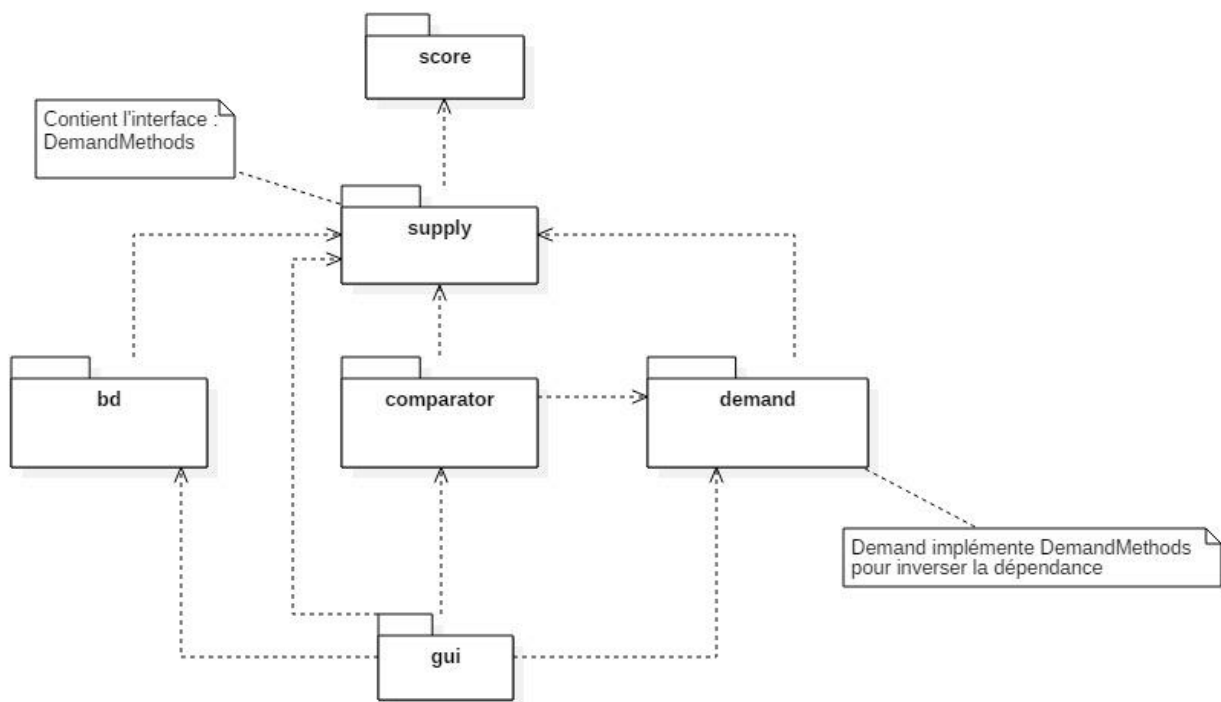 score
Contient l'interface :
DemandMethods
supply
bd
comparator
demand
Demand implémente DemandMethods
pour inverser la dépendance
gui